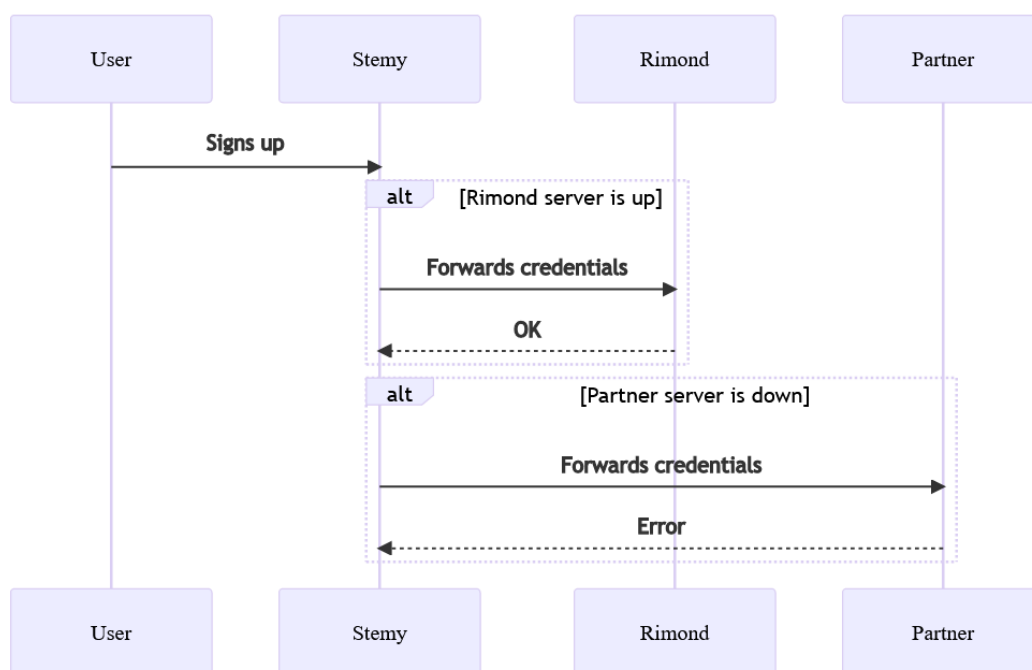 User Stemy Rimond Partner
Signs up
alt [Rimond server is up]
Forwards credentials
OK
alt [Partner server is down]
Forwards credentials
Error
User Stemy Rimond Partner